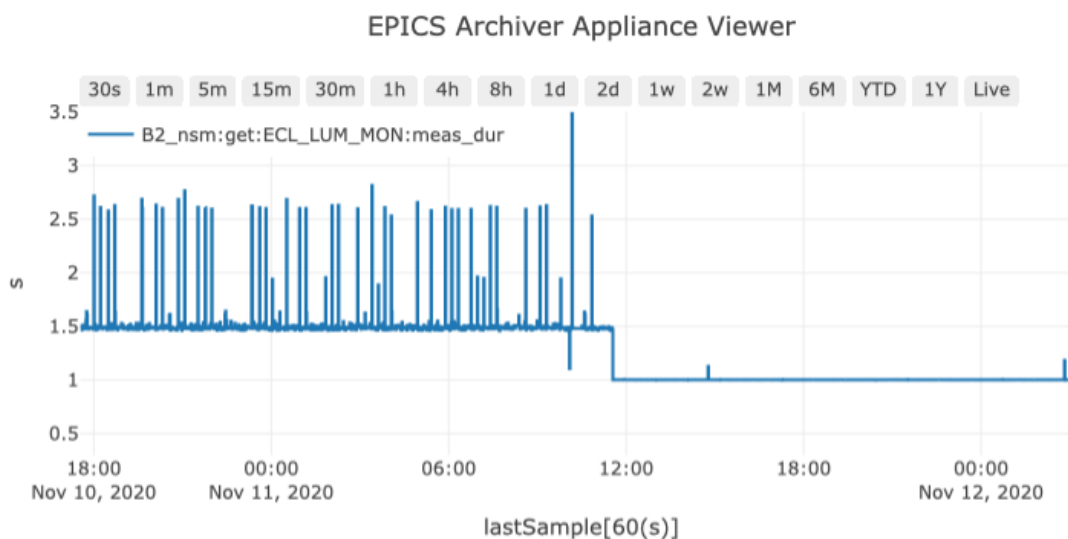 EPICS Archiver Appliance Viewer
30s 1m 5m 15m 30m 1h 4h 8h 1d 2d 1w 2w 1M 6M YTD 1Y Live
3.5
B2_nsm:get:ECL_LUM_MON:meas_dur
3
2.5
s
2
1.5
1
0.5
18:00 00:00 06:00 12:00 18:00 00:00
Nov 10, 2020 Nov 11, 2020 Nov 12, 2020
lastSample[60(s)]